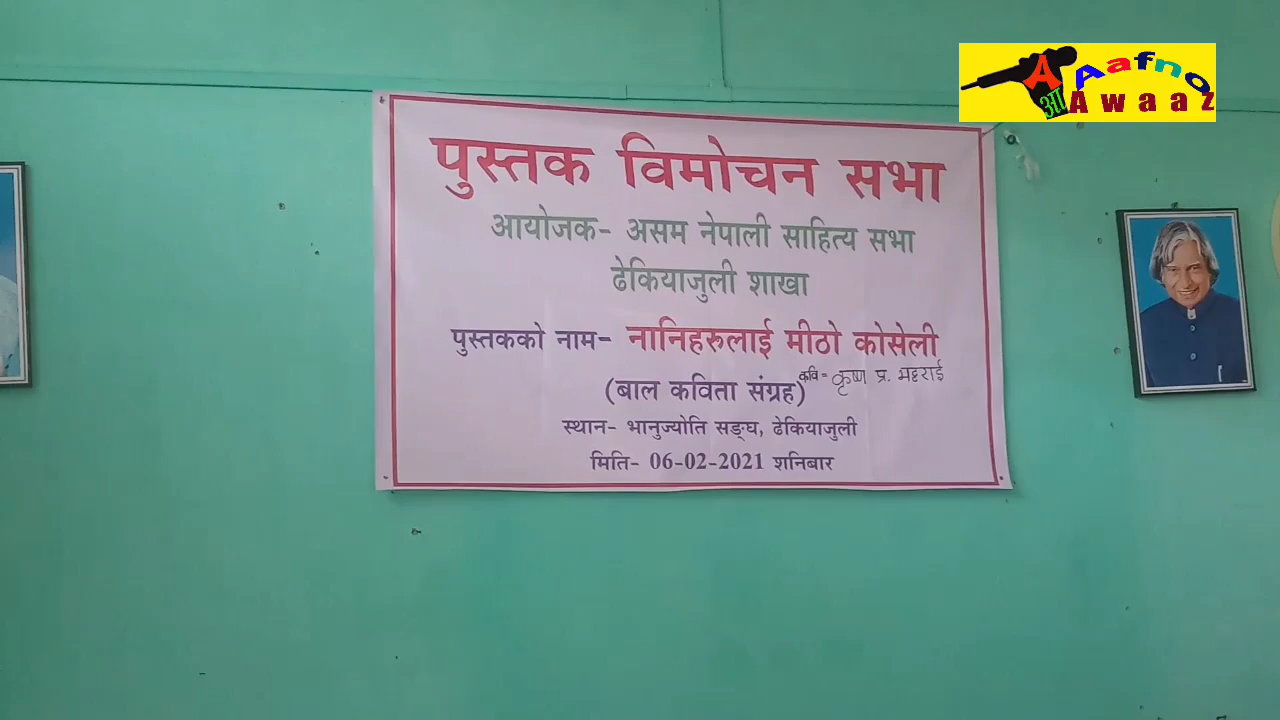 A Aafno
आ Awaaz
पुस्तक विमोचन सभा
आयोजक- असम नेपाली साहित्य सभा
ढेकियाजुली शाखा
पुस्तकको नाम- नानिहरुलाई मीठो कोसेली
(बाल कविता संग्रह) कवि = कृष्ण प्र. भट्टराई
स्थान- भानुज्योति सङ्घ, ढेकियाजुली
मिति- 06-02-2021 शनिबार